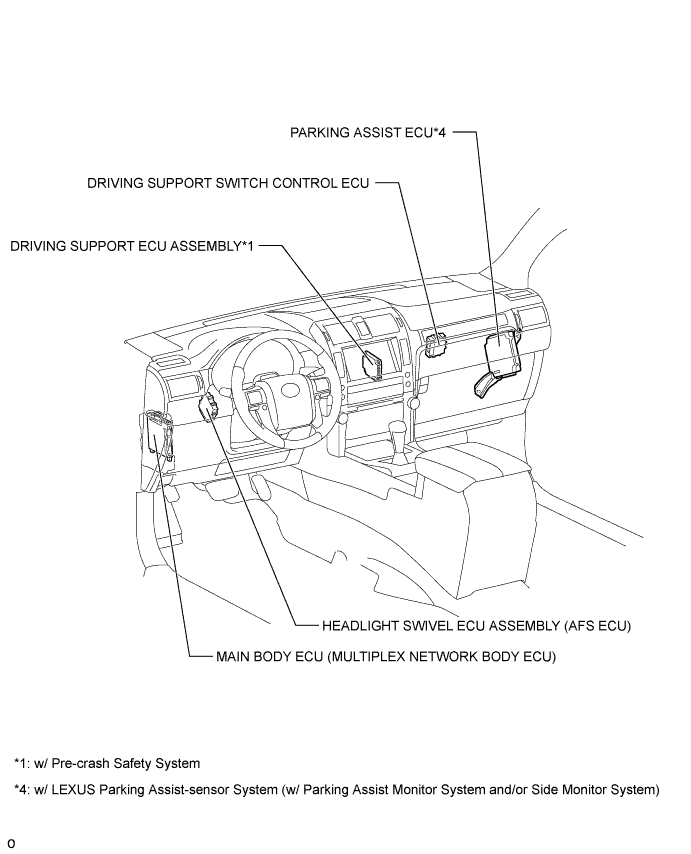 PARKING ASSIST ECU*4
DRIVING SUPPORT SWITCH CONTROL ECU
DRIVING SUPPORT ECU ASSEMBLY*1
HEADLIGHT SWIVEL ECU ASSEMBLY (AFS ECU)
MAIN BODY ECU (MULTIPLEX NETWORK BODY ECU)
*1: w/ Pre-crash Safety System
*4: w/ LEXUS Parking Assist-sensor System (w/ Parking Assist Monitor System and/or Side Monitor System)
O